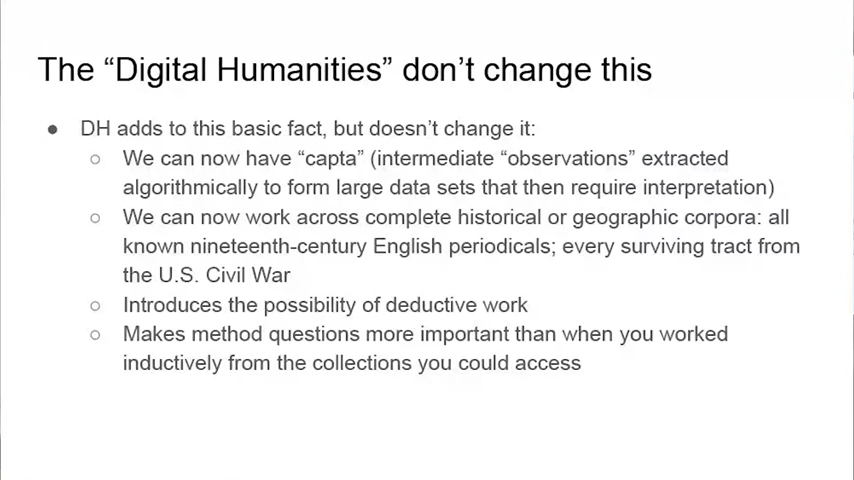 The “Digital Humanities” don’t change this
● DH adds to this basic fact, but doesn’t change it:
○ We can now have “capta” (intermediate “observations” extracted
algorithmically to form large data sets that then require interpretation)
○ We can now work across complete historical or geographic corpora: all
known nineteenth-century English periodicals; every surviving tract from
the U.S. Civil War
○ Introduces the possibility of deductive work
○ Makes method questions more important than when you worked
inductively from the collections you could access